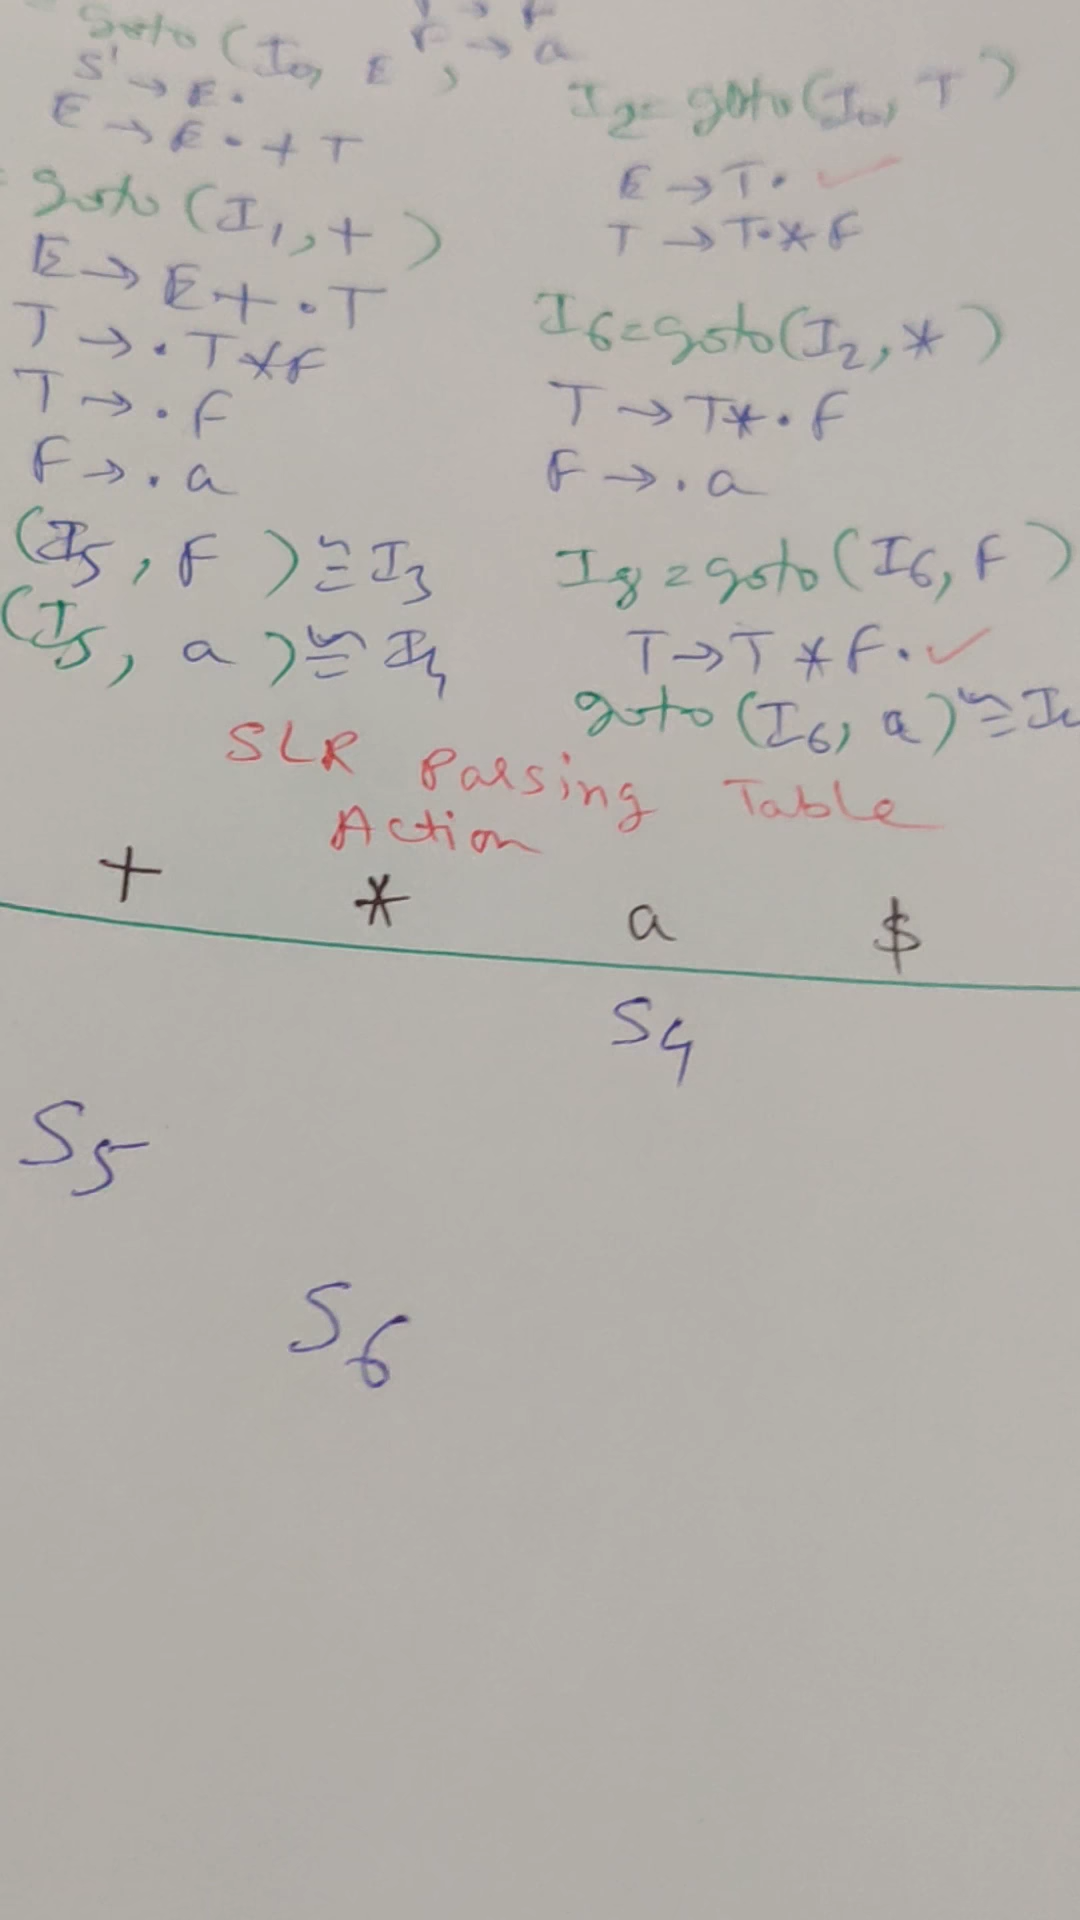 goto (I₀, E )
S' → E.
E → E. + T
F → a
goto (I₁, + )
E → E + .T
T → .T*F
T → .F
F → .a
(I₅, F ) ≅ I₃
(I₅, a ) ≅ I₄
I₂ = goto (I₀, T )
E → T. ✓
T → T.*F
I₆ = goto (I₂, * )
T → T*.F
F → .a
I₈ = goto (I₆, F )
T → T*F. ✓
goto (I₆, a) ≅ I
SLR Parsing Table
Action
+ * a $
S4
S5
S6